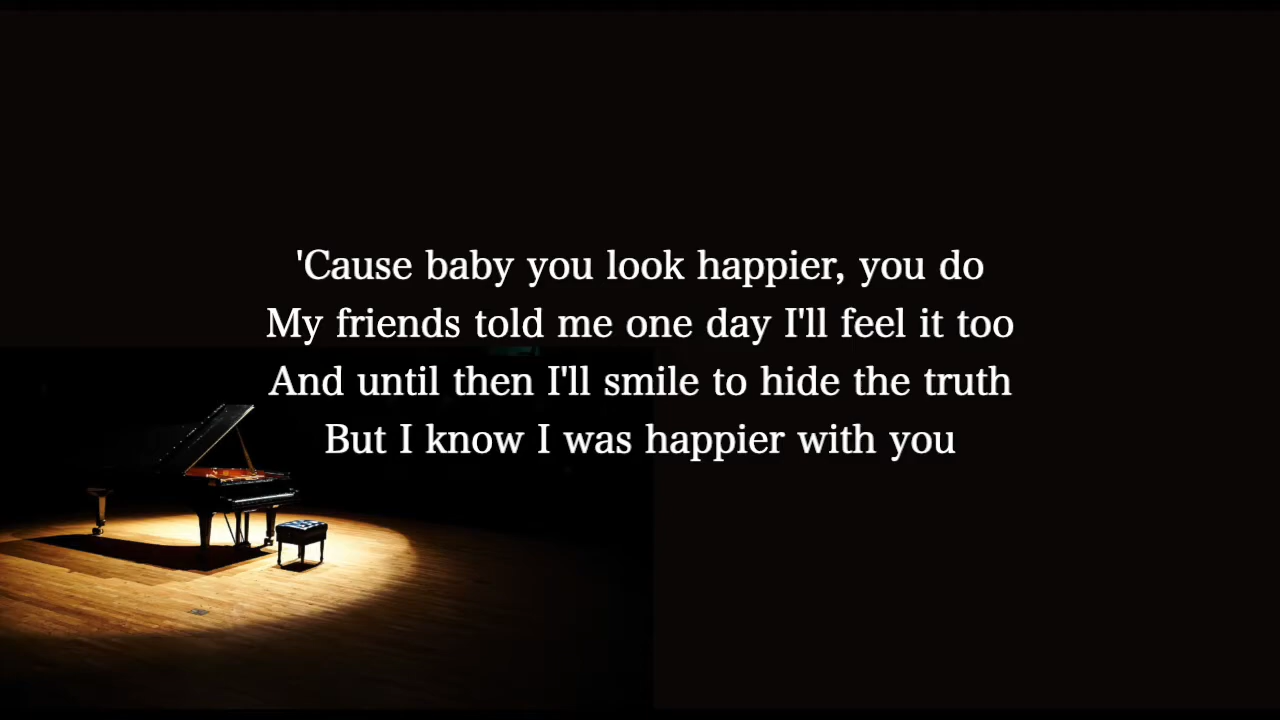 'Cause baby you look happier, you do
My friends told me one day I'll feel it too
And until then I'll smile to hide the truth
But I know I was happier with you